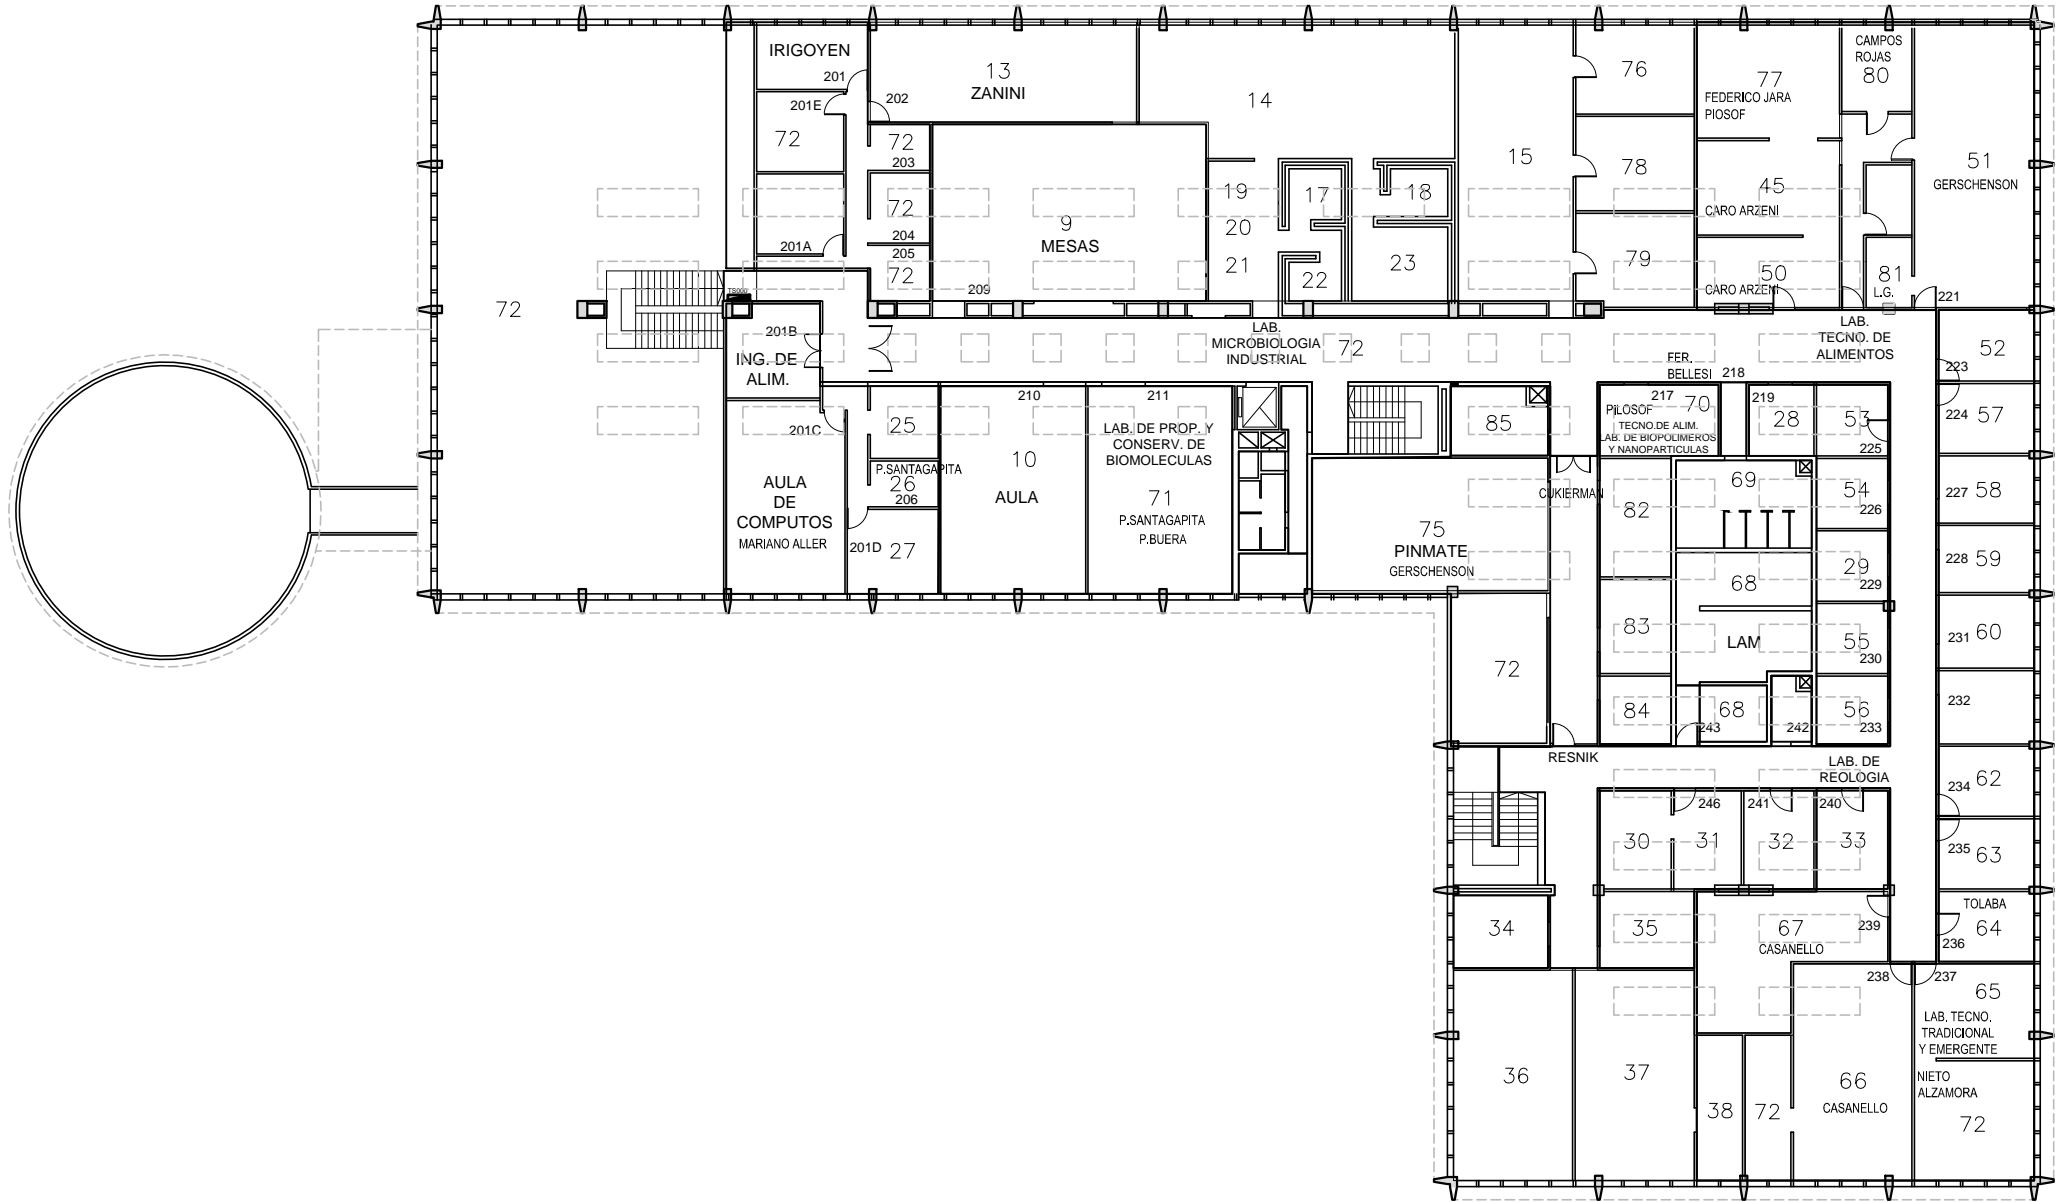 IRIGOYEN
201
201E
72
201A
202
13
ZANINI
72
203
72
204
205
72
9
MESAS
209
14
19
20
21
17
18
22
23
15
76
78
79
77
FEDERICO JARA
PIOSOF
45
CARO ARZENI
50
CARO ARZENI
CAMPOS
ROJAS
80
81
L.G.
51
GERSCHENSON
221
72
201B
ING. DE
ALIM.
LAB.
MICROBIOLOGIA
INDUSTRIAL
72
FER.
BELLESI
218
LAB.
TECNO. DE
ALIMENTOS
52
223
57
224
58
227
59
228
60
231
232
62
234
63
235
TOLABA
64
236
201C
AULA
DE
COMPUTOS
MARIANO ALLER
25
P.SANTAGAPITA
26
206
201D
27
210
10
AULA
211
LAB. DE PROP. Y
CONSERV. DE
BIOMOLECULAS
71
P.SANTAGAPITA
P.BUERA
85
75
PINMATE
GERSCHENSON
CUKIERMAN
72
217
70
PILOSOF
TECNO.DE ALIM.
LAB. DE BIOPOLIMEROS
Y NANOPARTICULAS
219
28
53
225
82
69
54
226
68
29
229
83
LAM
55
230
84
68
243
242
56
233
RESNIK
LAB. DE
REOLOGIA
30
246
31
241
32
240
33
34
35
67
CASANELLO
239
238
237
65
LAB. TECNO.
TRADICIONAL
Y EMERGENTE
36
37
38
72
66
CASANELLO
NIETO
ALZAMORA
72